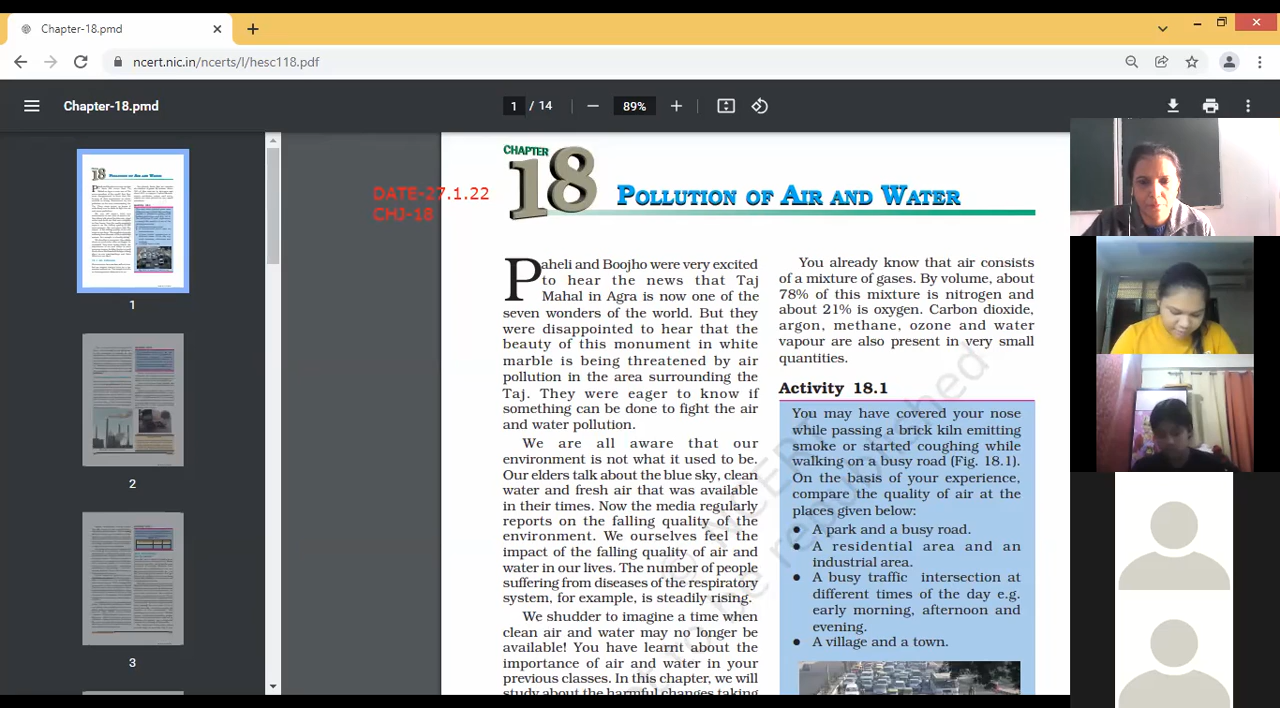 Chapter-18.pmd
ncert.nic.in/ncerts/l/hesc118.pdf
Chapter-18.pmd
1 / 14
89%
1
2
3
DATE-27.1.22
CHJ-18
CHAPTER
18
POLLUTION OF AIR AND WATER
Paheli and Boojho were very excited
to hear the news that Taj
Mahal in Agra is now one of the
seven wonders of the world. But they
were disappointed to hear that the
beauty of this monument in white
marble is being threatened by air
pollution in the area surrounding the
Taj. They were eager to know if
something can be done to fight the air
and water pollution.
We are all aware that our
environment is not what it used to be.
Our elders talk about the blue sky, clean
water and fresh air that was available
in their times. Now the media regularly
reports on the falling quality of the
environment. We ourselves feel the
impact of the falling quality of air and
water in our lives. The number of people
suffering from diseases of the respiratory
system, for example, is steadily rising.
We shudder to imagine a time when
clean air and water may no longer be
available! You have learnt about the
importance of air and water in your
previous classes. In this chapter, we will
study about the harmful changes taking
You already know that air consists
of a mixture of gases. By volume, about
78% of this mixture is nitrogen and
about 21% is oxygen. Carbon dioxide,
argon, methane, ozone and water
vapour are also present in very small
quantities.
Activity 18.1
You may have covered your nose
while passing a brick kiln emitting
smoke or started coughing while
walking on a busy road (Fig. 18.1).
On the basis of your experience,
compare the quality of air at the
places given below:
● A park and a busy road.
● A residential area and an
industrial area.
● A busy traffic intersection at
different times of the day e.g.
early morning, afternoon and
evening.
● A village and a town.